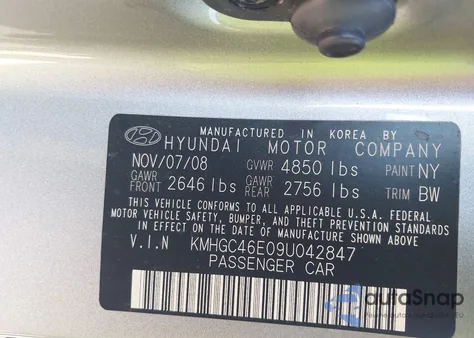 MANUFACTURED IN KOREA BY
HYUNDAI MOTOR COMPANY
NOV/07/08 GVWR 4850 lbs PAINT NY
GAWR FRONT 2646 lbs GAWR REAR 2756 lbs TRIM BW
THIS VEHICLE CONFORMS TO ALL APPLICABLE U.S.A. FEDERAL
MOTOR VEHICLE SAFETY, BUMPER, AND THEFT PREVENTION STANDARDS
IN EFFECT ON THE DATE OF MANUFACTURE SHOWN ABOVE
V.I.N KMHGC46E09U042847
PASSENGER CAR
autoSnap